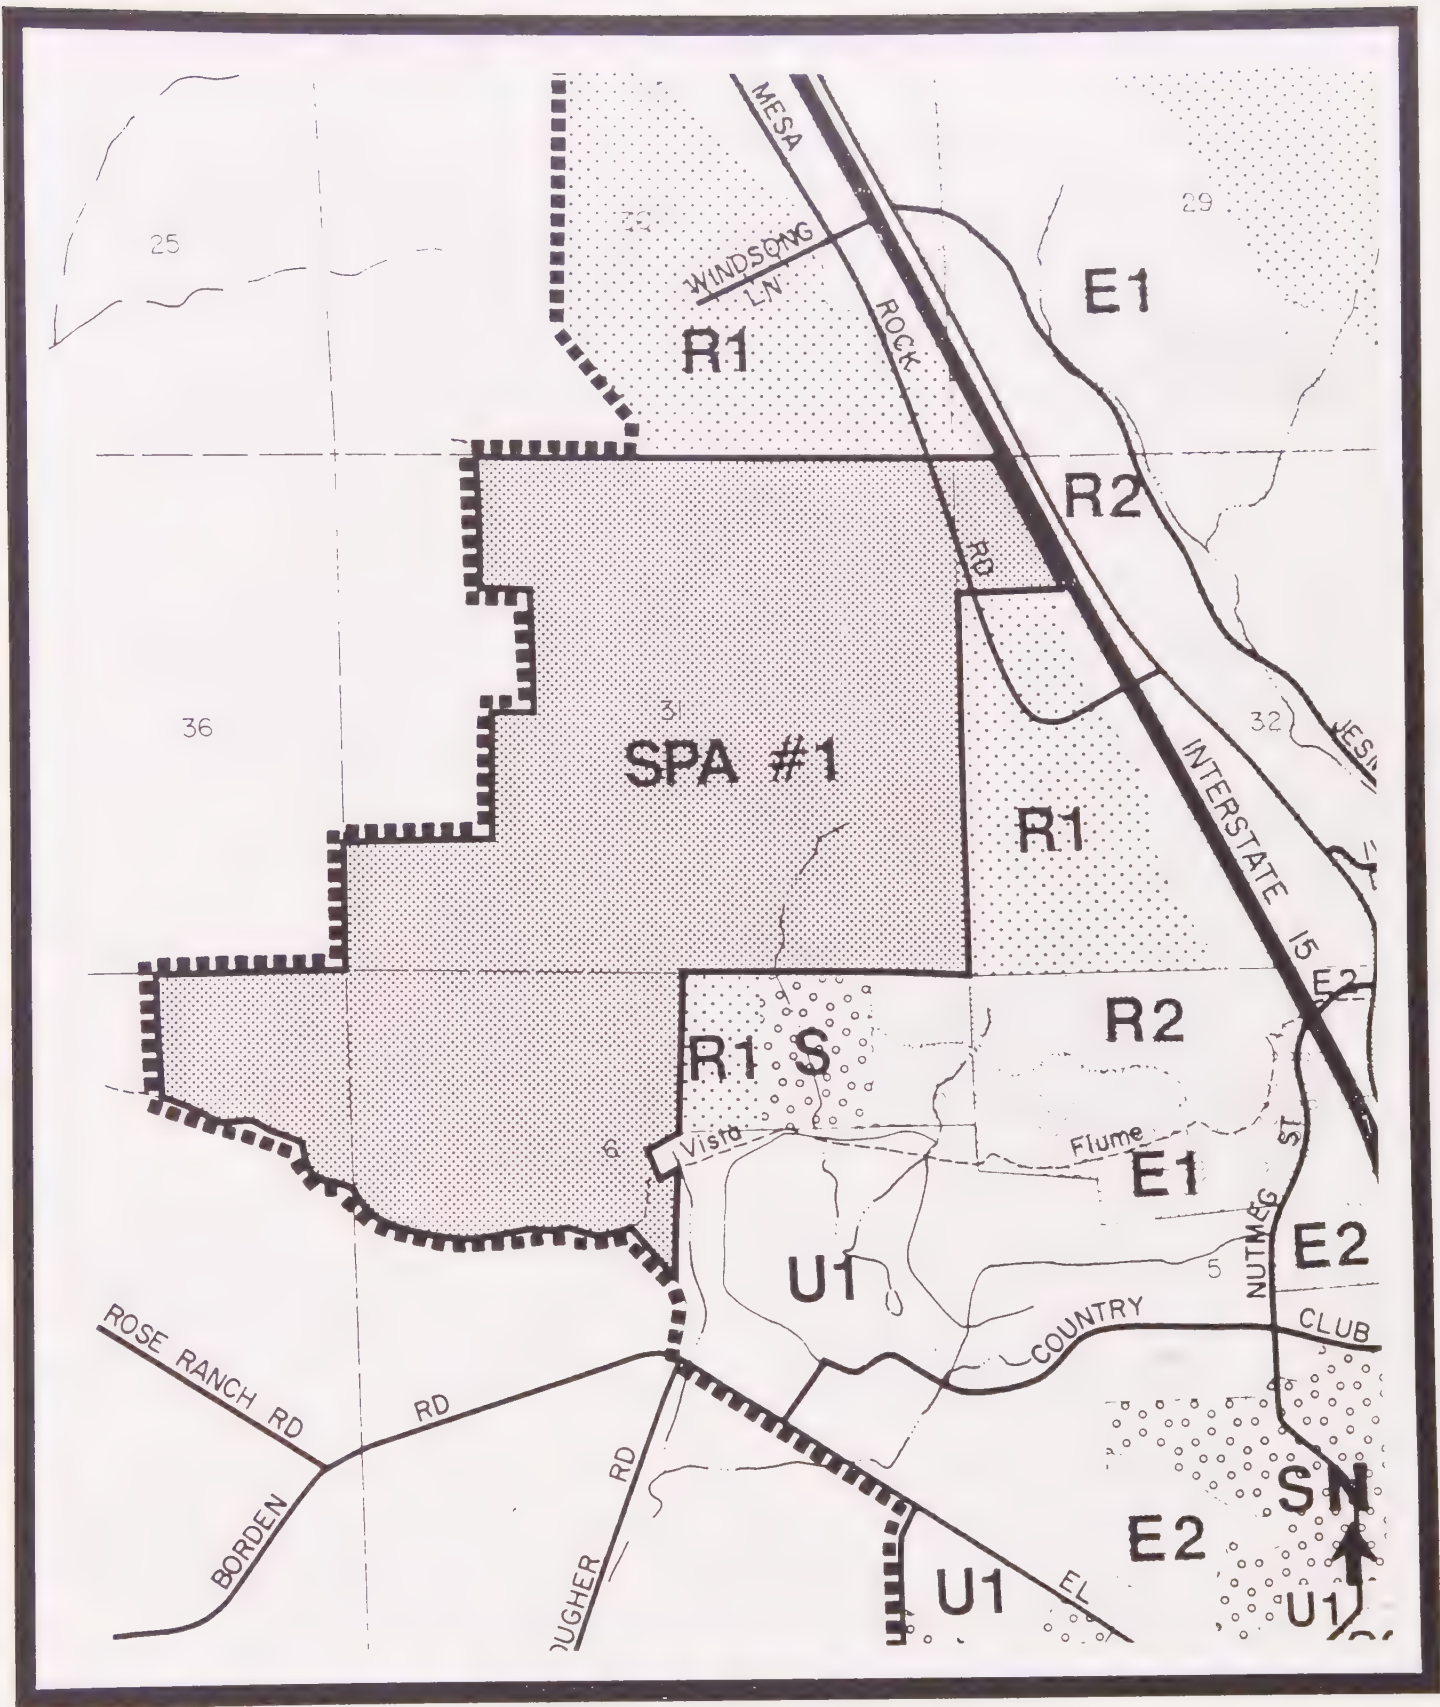 MESA
29
25
30
WINDSONG
LN
E1
ROCK
R1
R2
RD
36
31
SPA #1
32
INTERSTATE
R1
15
E2
R2
R1
S
Vista
Flume
6
E1
ST
NUTMEG
E2
5
U1
COUNTRY
CLUB
ROSE RANCH RD
RD
RD
BORDEN
S
N
E2
EL
U1
U1